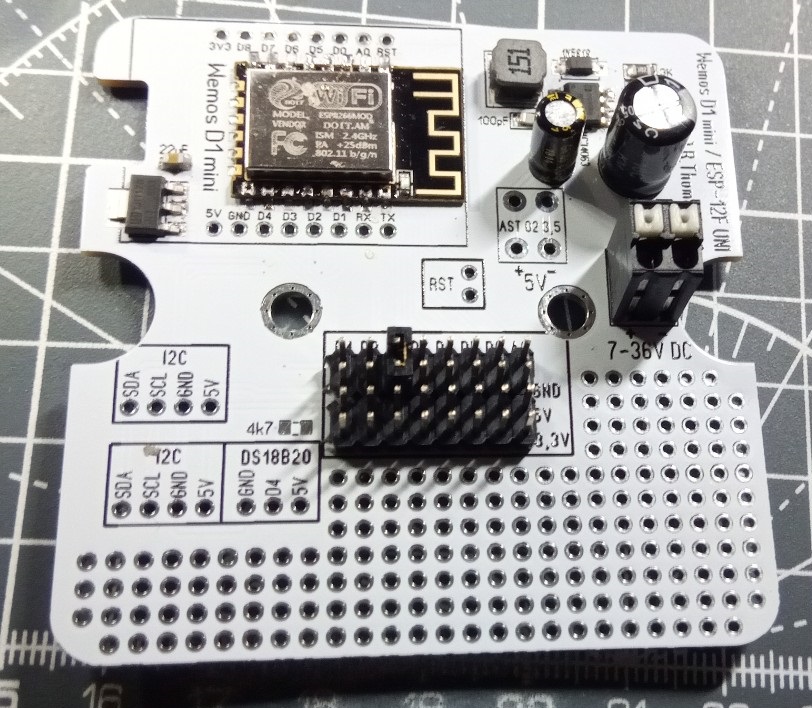 3V3 D8 D7 D6 D5 D0 A0 RST
Wemos D1 mini
WiFi
MODEL ESP8266MOD
VENDOR DOIT.AM
ISM 2.4GHz
PA +25dBm
802.11 b/g/n
FC
151
100pF
Wemos D1 mini / ESP-12F UNI
5V GND D4 D3 D2 D1 RX TX
AST 02 3,5
+ 5V -
RST
+
7-36V DC
I2C
SDA SCL GND 5V
GND
5V
3,3V
4k7
I2C
SDA SCL GND 5V
DS18B20
GND D4 5V
16